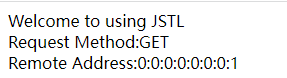 Welcome to using JSTL
Request Method:GET
Remote Address:0:0:0:0:0:0:0:1